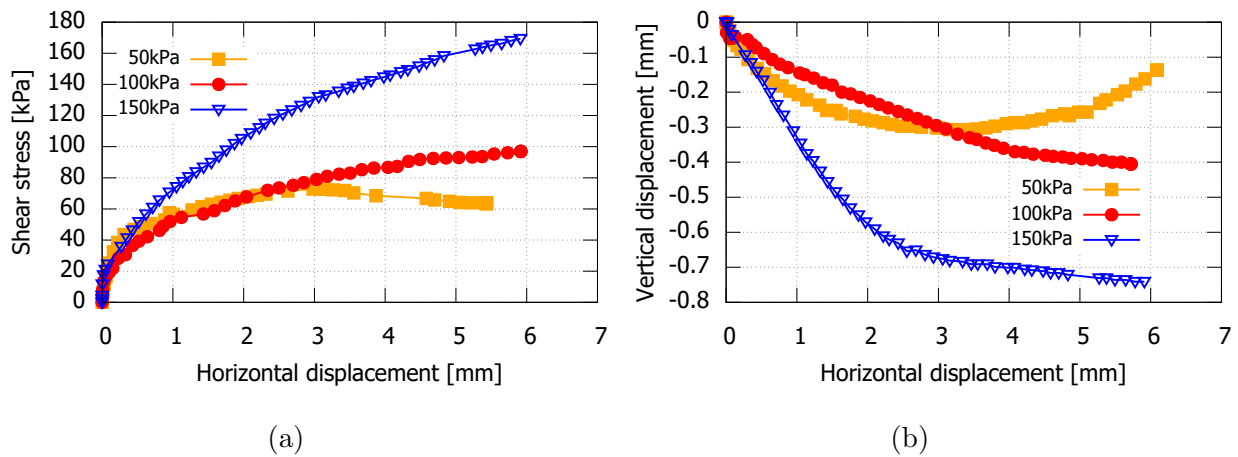 180
160
140
120
100
80
60
40
20
0
Shear stress [kPa]
50kPa
100kPa
150kPa
0 1 2 3 4 5 6 7
Horizontal displacement [mm]
(a)
0
-0.1
-0.2
-0.3
-0.4
-0.5
-0.6
-0.7
-0.8
Vertical displacement [mm]
50kPa
100kPa
150kPa
0 1 2 3 4 5 6 7
Horizontal displacement [mm]
(b)